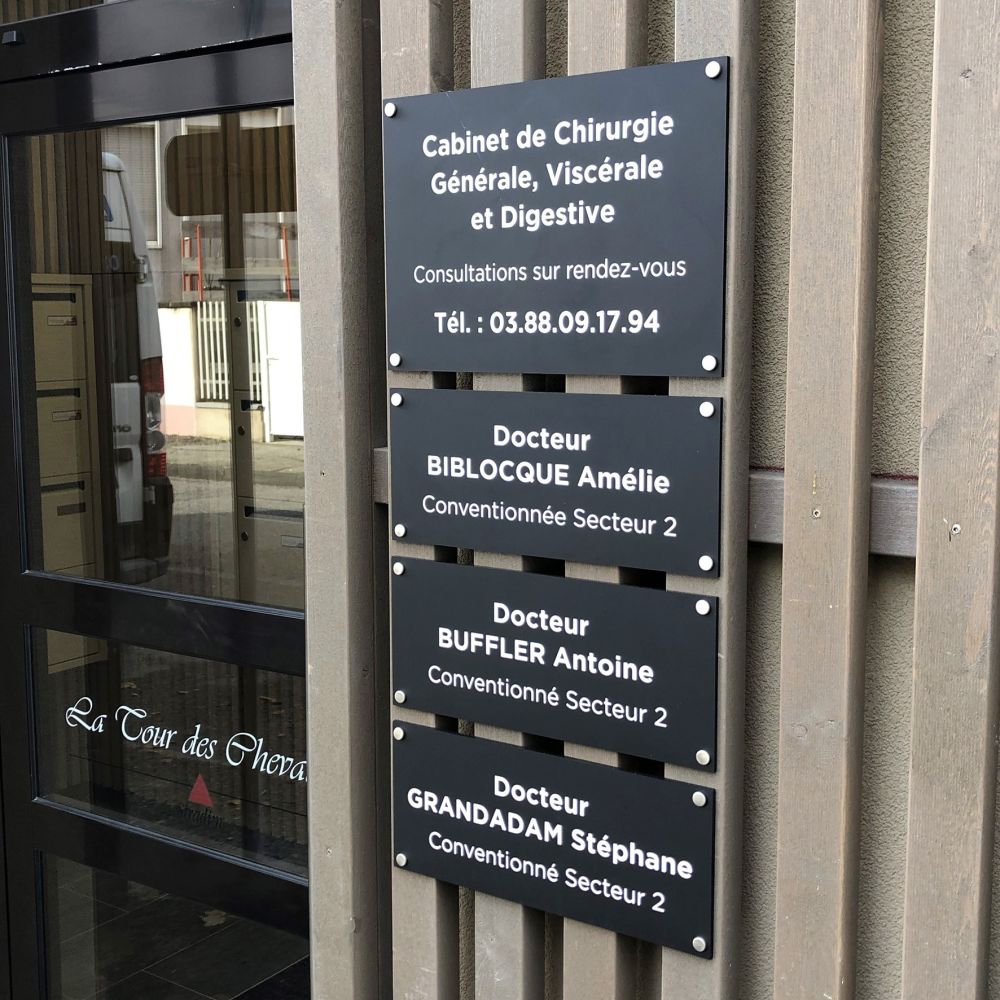 Cabinet de Chirurgie
Générale, Viscérale
et Digestive
Consultations sur rendez-vous
Tél. : 03.88.09.17.94
Docteur
BIBLOCQUE Amélie
Conventionnée Secteur 2
Docteur
BUFFLER Antoine
Conventionné Secteur 2
Docteur
GRANDADAM Stéphane
Conventionné Secteur 2
La Tour des